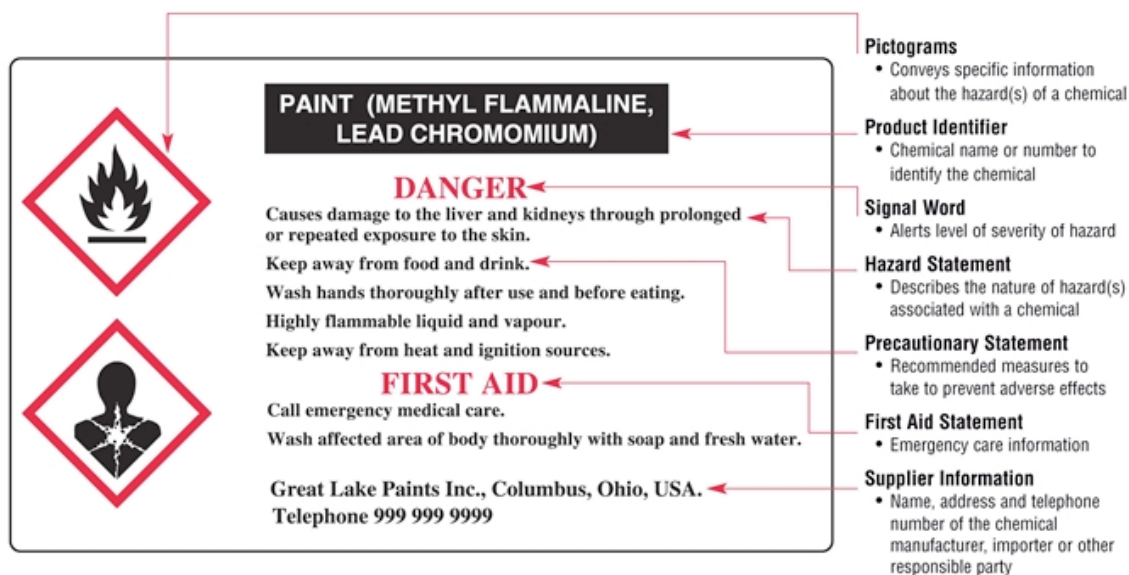 PAINT (METHYL FLAMMALINE,
LEAD CHROMOMIUM)
DANGER
Causes damage to the liver and kidneys through prolonged
or repeated exposure to the skin.
Keep away from food and drink.
Wash hands thoroughly after use and before eating.
Highly flammable liquid and vapour.
Keep away from heat and ignition sources.
FIRST AID
Call emergency medical care.
Wash affected area of body thoroughly with soap and fresh water.
Great Lake Paints Inc., Columbus, Ohio, USA.
Telephone 999 999 9999
Pictograms
• Conveys specific information
about the hazard(s) of a chemical
Product Identifier
• Chemical name or number to
identify the chemical
Signal Word
• Alerts level of severity of hazard
Hazard Statement
• Describes the nature of hazard(s)
associated with a chemical
Precautionary Statement
• Recommended measures to
take to prevent adverse effects
First Aid Statement
• Emergency care information
Supplier Information
• Name, address and telephone
number of the chemical
manufacturer, importer or other
responsible party